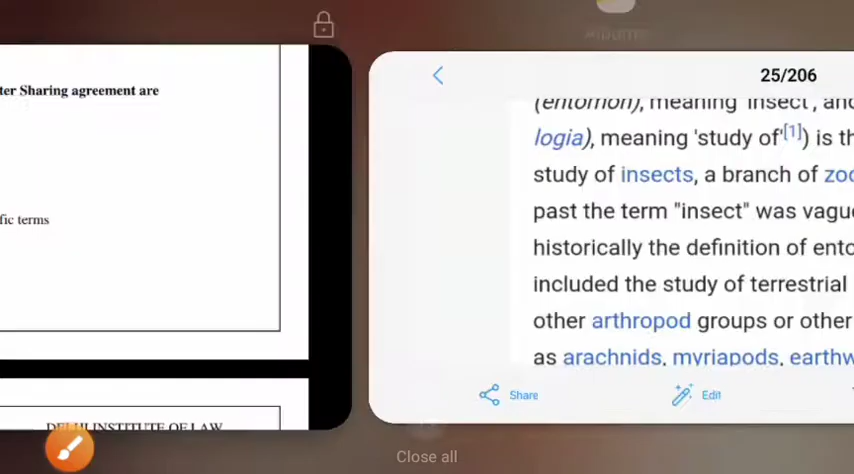 ter Sharing agreement are
fic terms
DELHI INSTITUTE OF LAW
25/206
(entomon), meaning 'insect', and
logia), meaning 'study of'[1]) is th
study of insects, a branch of zoo
past the term "insect" was vague
historically the definition of ento
included the study of terrestrial
other arthropod groups or other
as arachnids, myriapods, earthw
Share
Edit
Close all